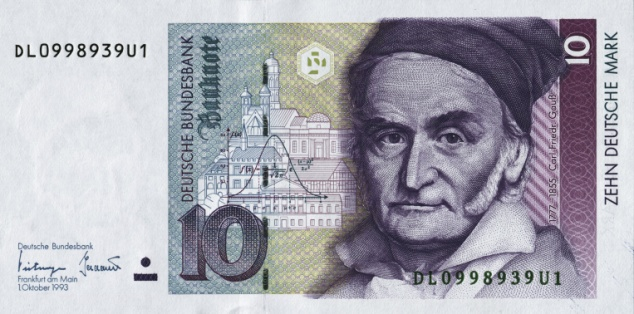 DL0998939U1
DEUTSCHE BUNDESBANK
Banknote
10
ZEHN DEUTSCHE MARK
1777-1855 Carl Friedr. Gauß
10
Deutsche Bundesbank
Frankfurt am Main
1. Oktober 1993
DL0998939U1